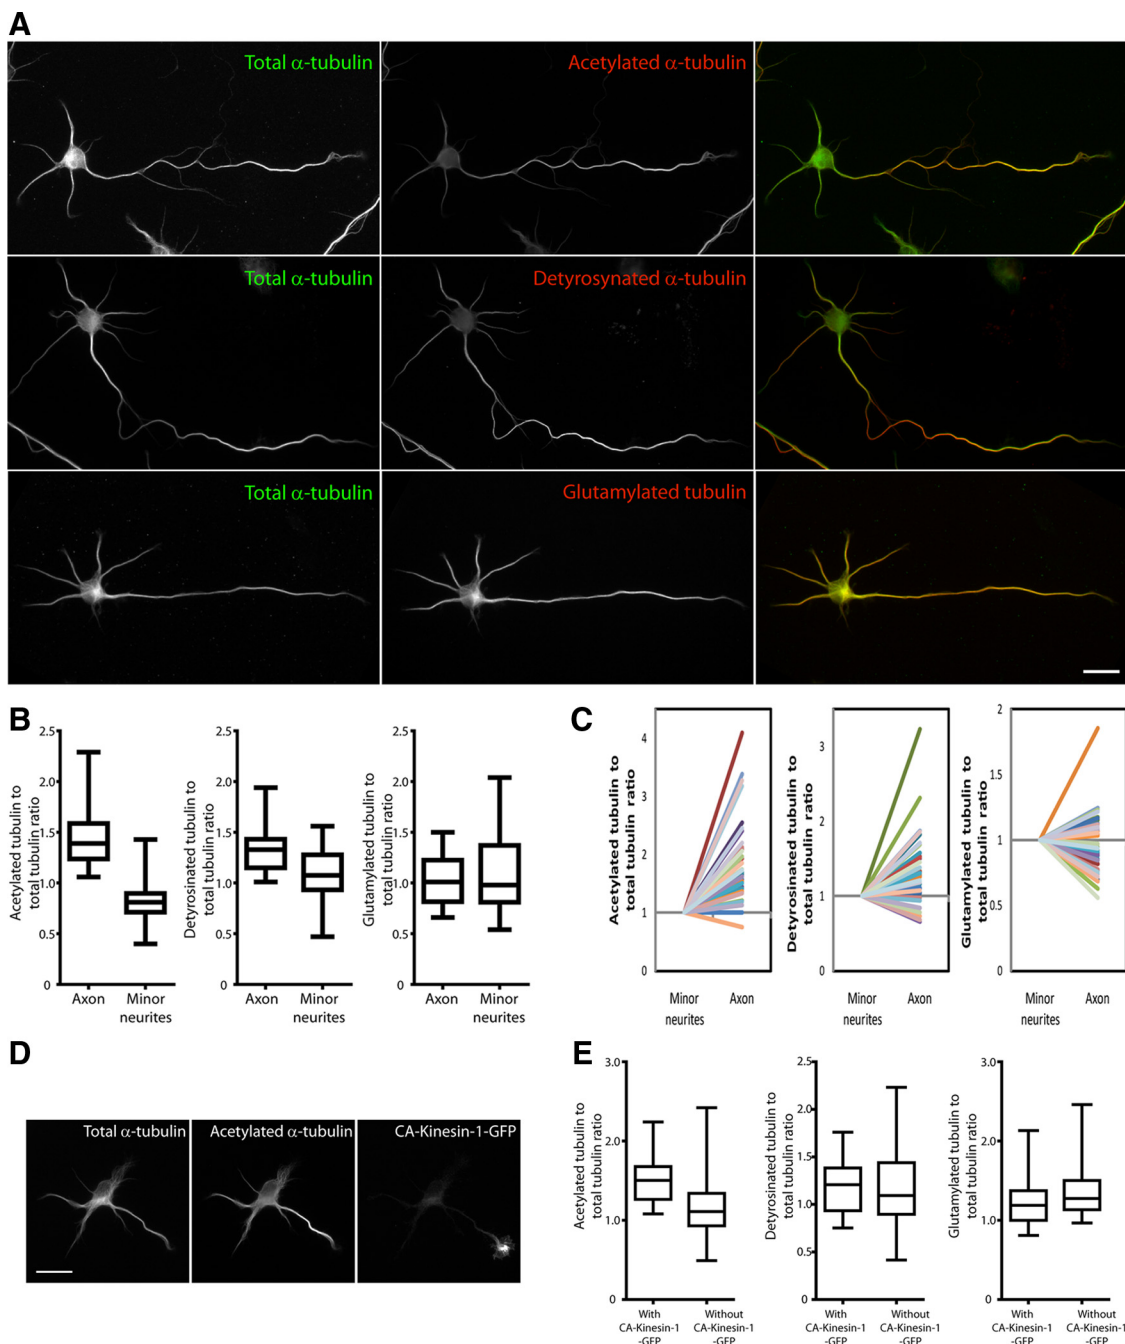 A
Total α-tubulin
Acetylated α-tubulin
Total α-tubulin
Detyrosynated α-tubulin
Total α-tubulin
Glutamylated tubulin
B
Acetylated tubulin to
total tubulin ratio
2.5
2.0
1.5
1.0
0.5
0
Axon
Minor
neurites
Detyrosinated tubulin to
total tubulin ratio
2.5
2.0
1.5
1.0
0.5
0
Axon
Minor
neurites
Glutamylated tubulin to
total tubulin ratio
2.5
2.0
1.5
1.0
0.5
0
Axon
Minor
neurites
C
Acetylated tubulin to
total tubulin ratio
4
3
2
1
0
Minor
neurites
Axon
Detyrosinated tubulin to
total tubulin ratio
3
2
1
0
Minor
neurites
Axon
Glutamylated tubulin to
total tubulin ratio
2
1.5
1
0.5
0
Minor
neurites
Axon
D
Total α-tubulin
Acetylated α-tubulin
CA-Kinesin-1-GFP
E
Acetylated tubulin to
total tubulin ratio
3.0
2.0
1.0
0
With
CA-Kinesin-1
-GFP
Without
CA-Kinesin-1
-GFP
Detyrosinated tubulin to
total tubulin ratio
2.5
2.0
1.5
1.0
0.5
0
With
CA-Kinesin-1
-GFP
Without
CA-Kinesin-1
-GFP
Glutamylated tubulin to
total tubulin ratio
3.0
2.0
1.0
0
With
CA-Kinesin-1
-GFP
Without
CA-Kinesin-1
-GFP